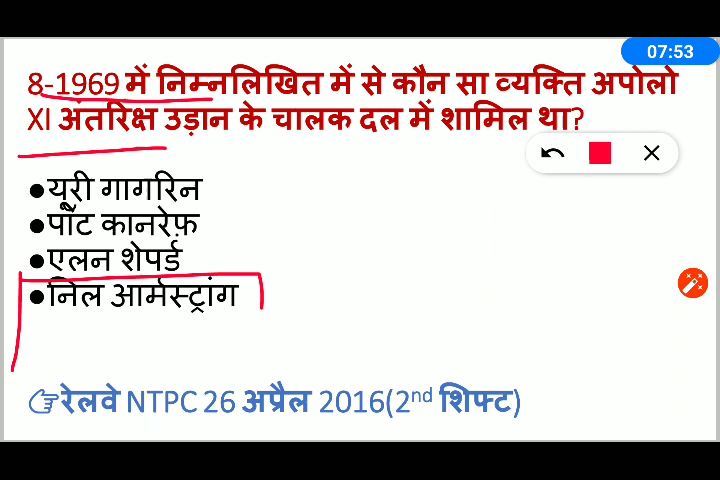 07:53
8-1969 में निम्नलिखित में से कौन सा व्यक्ति अपोलो
XI अतरिक्ष उड़ान के चालक दल में शामिल था?
●यूरी गागरिन
●पॉट कानरेफ़
●एलन शेपर्ड
●निल आर्मस्ट्रांग
रेलवे NTPC 26 अप्रैल 2016(2nd शिफ्ट)